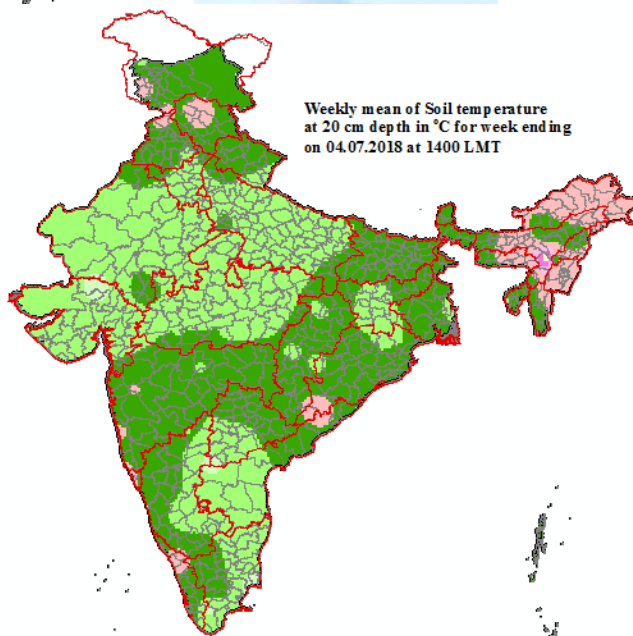 Weekly mean of Soil temperature
at 20 cm depth in °C for week ending
on 04.07.2018 at 1400 LMT